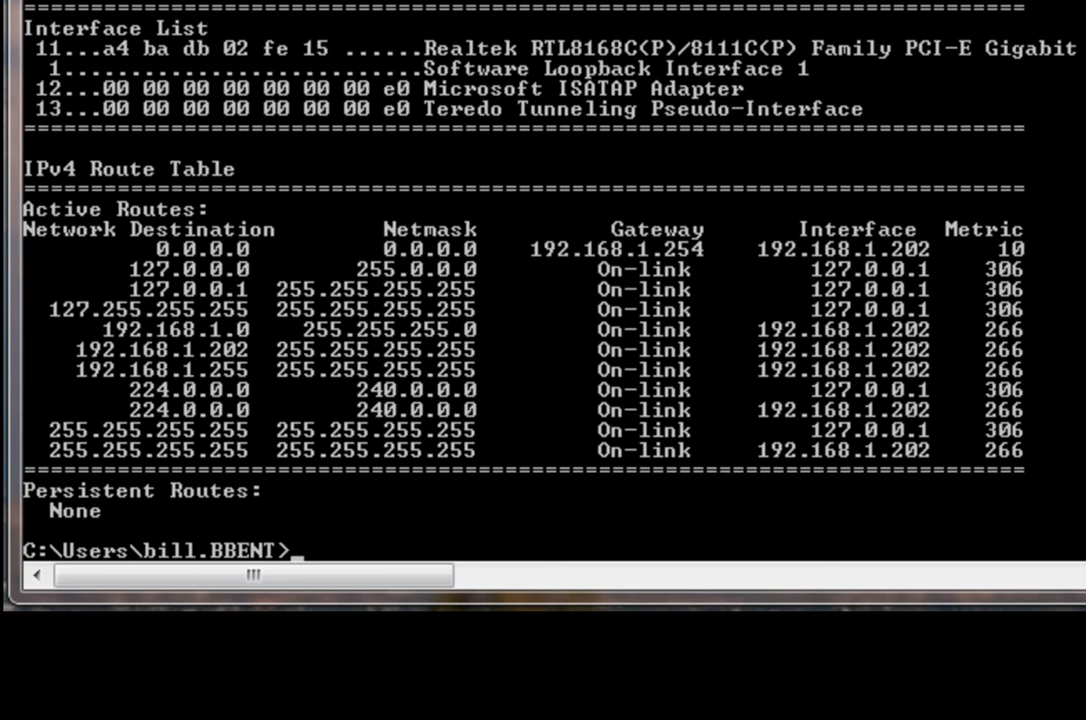 ===========================================================================
Interface List
 11...a4 ba db 02 fe 15 ......Realtek RTL8168C(P)/8111C(P) Family PCI-E Gigabit
  1...........................Software Loopback Interface 1
 12...00 00 00 00 00 00 00 e0 Microsoft ISATAP Adapter
 13...00 00 00 00 00 00 00 e0 Teredo Tunneling Pseudo-Interface
===========================================================================
IPv4 Route Table
===========================================================================
Active Routes:
Network Destination        Netmask          Gateway       Interface  Metric
          0.0.0.0          0.0.0.0    192.168.1.254    192.168.1.202     10
        127.0.0.0        255.0.0.0         On-link         127.0.0.1    306
        127.0.0.1  255.255.255.255         On-link         127.0.0.1    306
  127.255.255.255  255.255.255.255         On-link         127.0.0.1    306
      192.168.1.0    255.255.255.0         On-link     192.168.1.202    266
    192.168.1.202  255.255.255.255         On-link     192.168.1.202    266
    192.168.1.255  255.255.255.255         On-link     192.168.1.202    266
        224.0.0.0        240.0.0.0         On-link         127.0.0.1    306
        224.0.0.0        240.0.0.0         On-link     192.168.1.202    266
  255.255.255.255  255.255.255.255         On-link         127.0.0.1    306
  255.255.255.255  255.255.255.255         On-link     192.168.1.202    266
===========================================================================
Persistent Routes:
  None
C:\Users\bill.BBENT>_